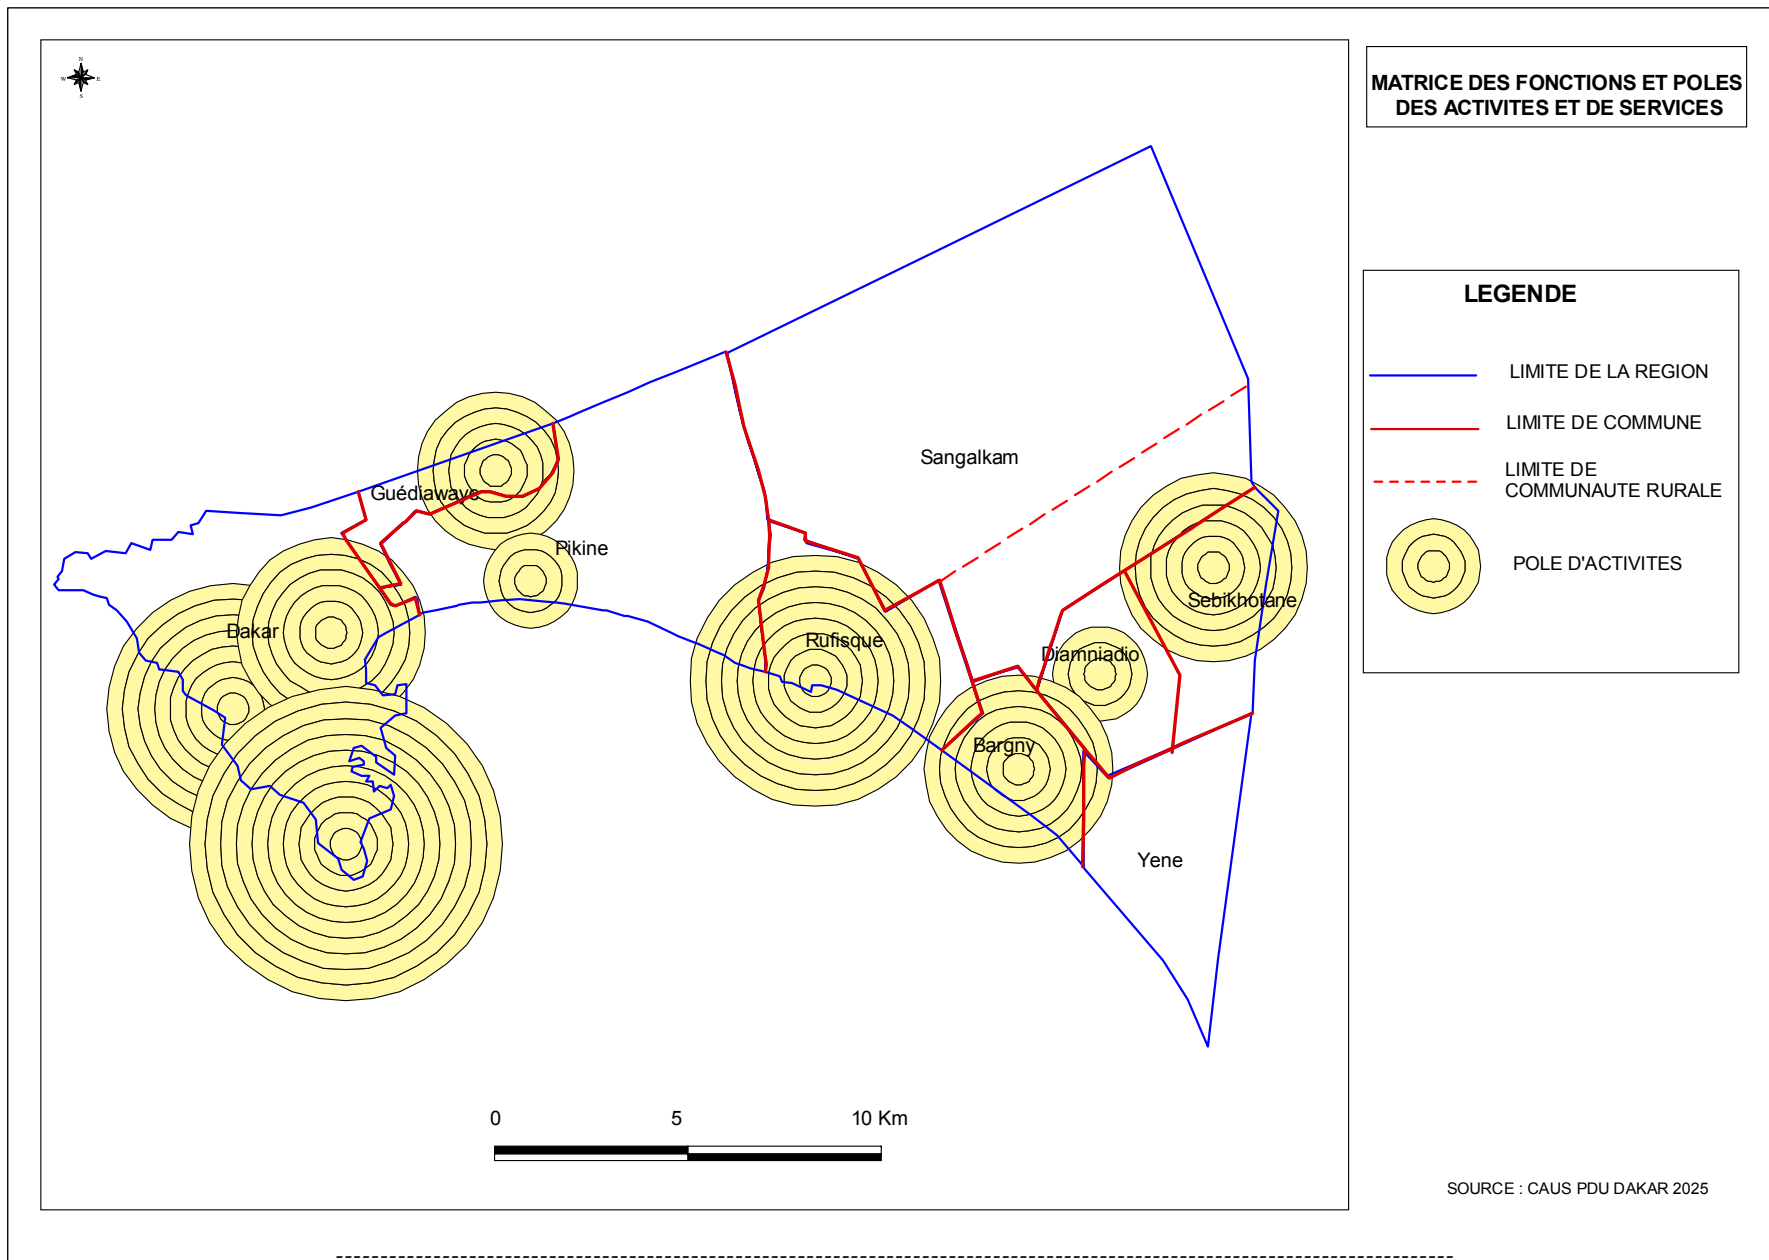 MATRICE DES FONCTIONS ET POLES
DES ACTIVITES ET DE SERVICES
N
W
E
S
LEGENDE
LIMITE DE LA REGION
LIMITE DE COMMUNE
LIMITE DE
COMMUNAUTE RURALE
POLE D'ACTIVITES
Sangalkam
Guédiawaye
Pikine
Sebikhotane
Dakar
Rufisque
Diamniadio
Bargny
Yene
0 5 10 Km
SOURCE : CAUS PDU DAKAR 2025